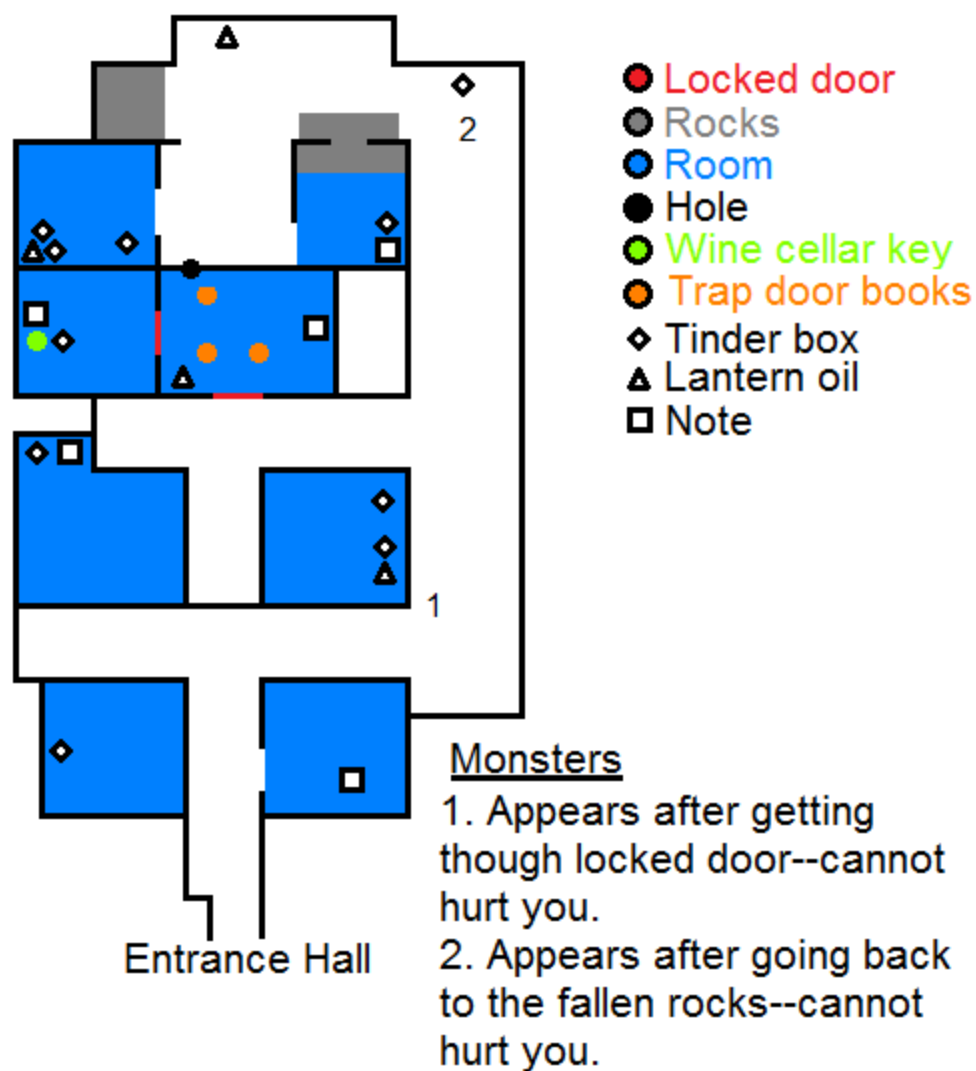 Locked door
Rocks
2
Room
Hole
Wine cellar key
Trap door books
Tinder box
Lantern oil
Note
1
Monsters
1. Appears after getting
though locked door--cannot
hurt you.
2. Appears after going back
to the fallen rocks--cannot
hurt you.
Entrance Hall